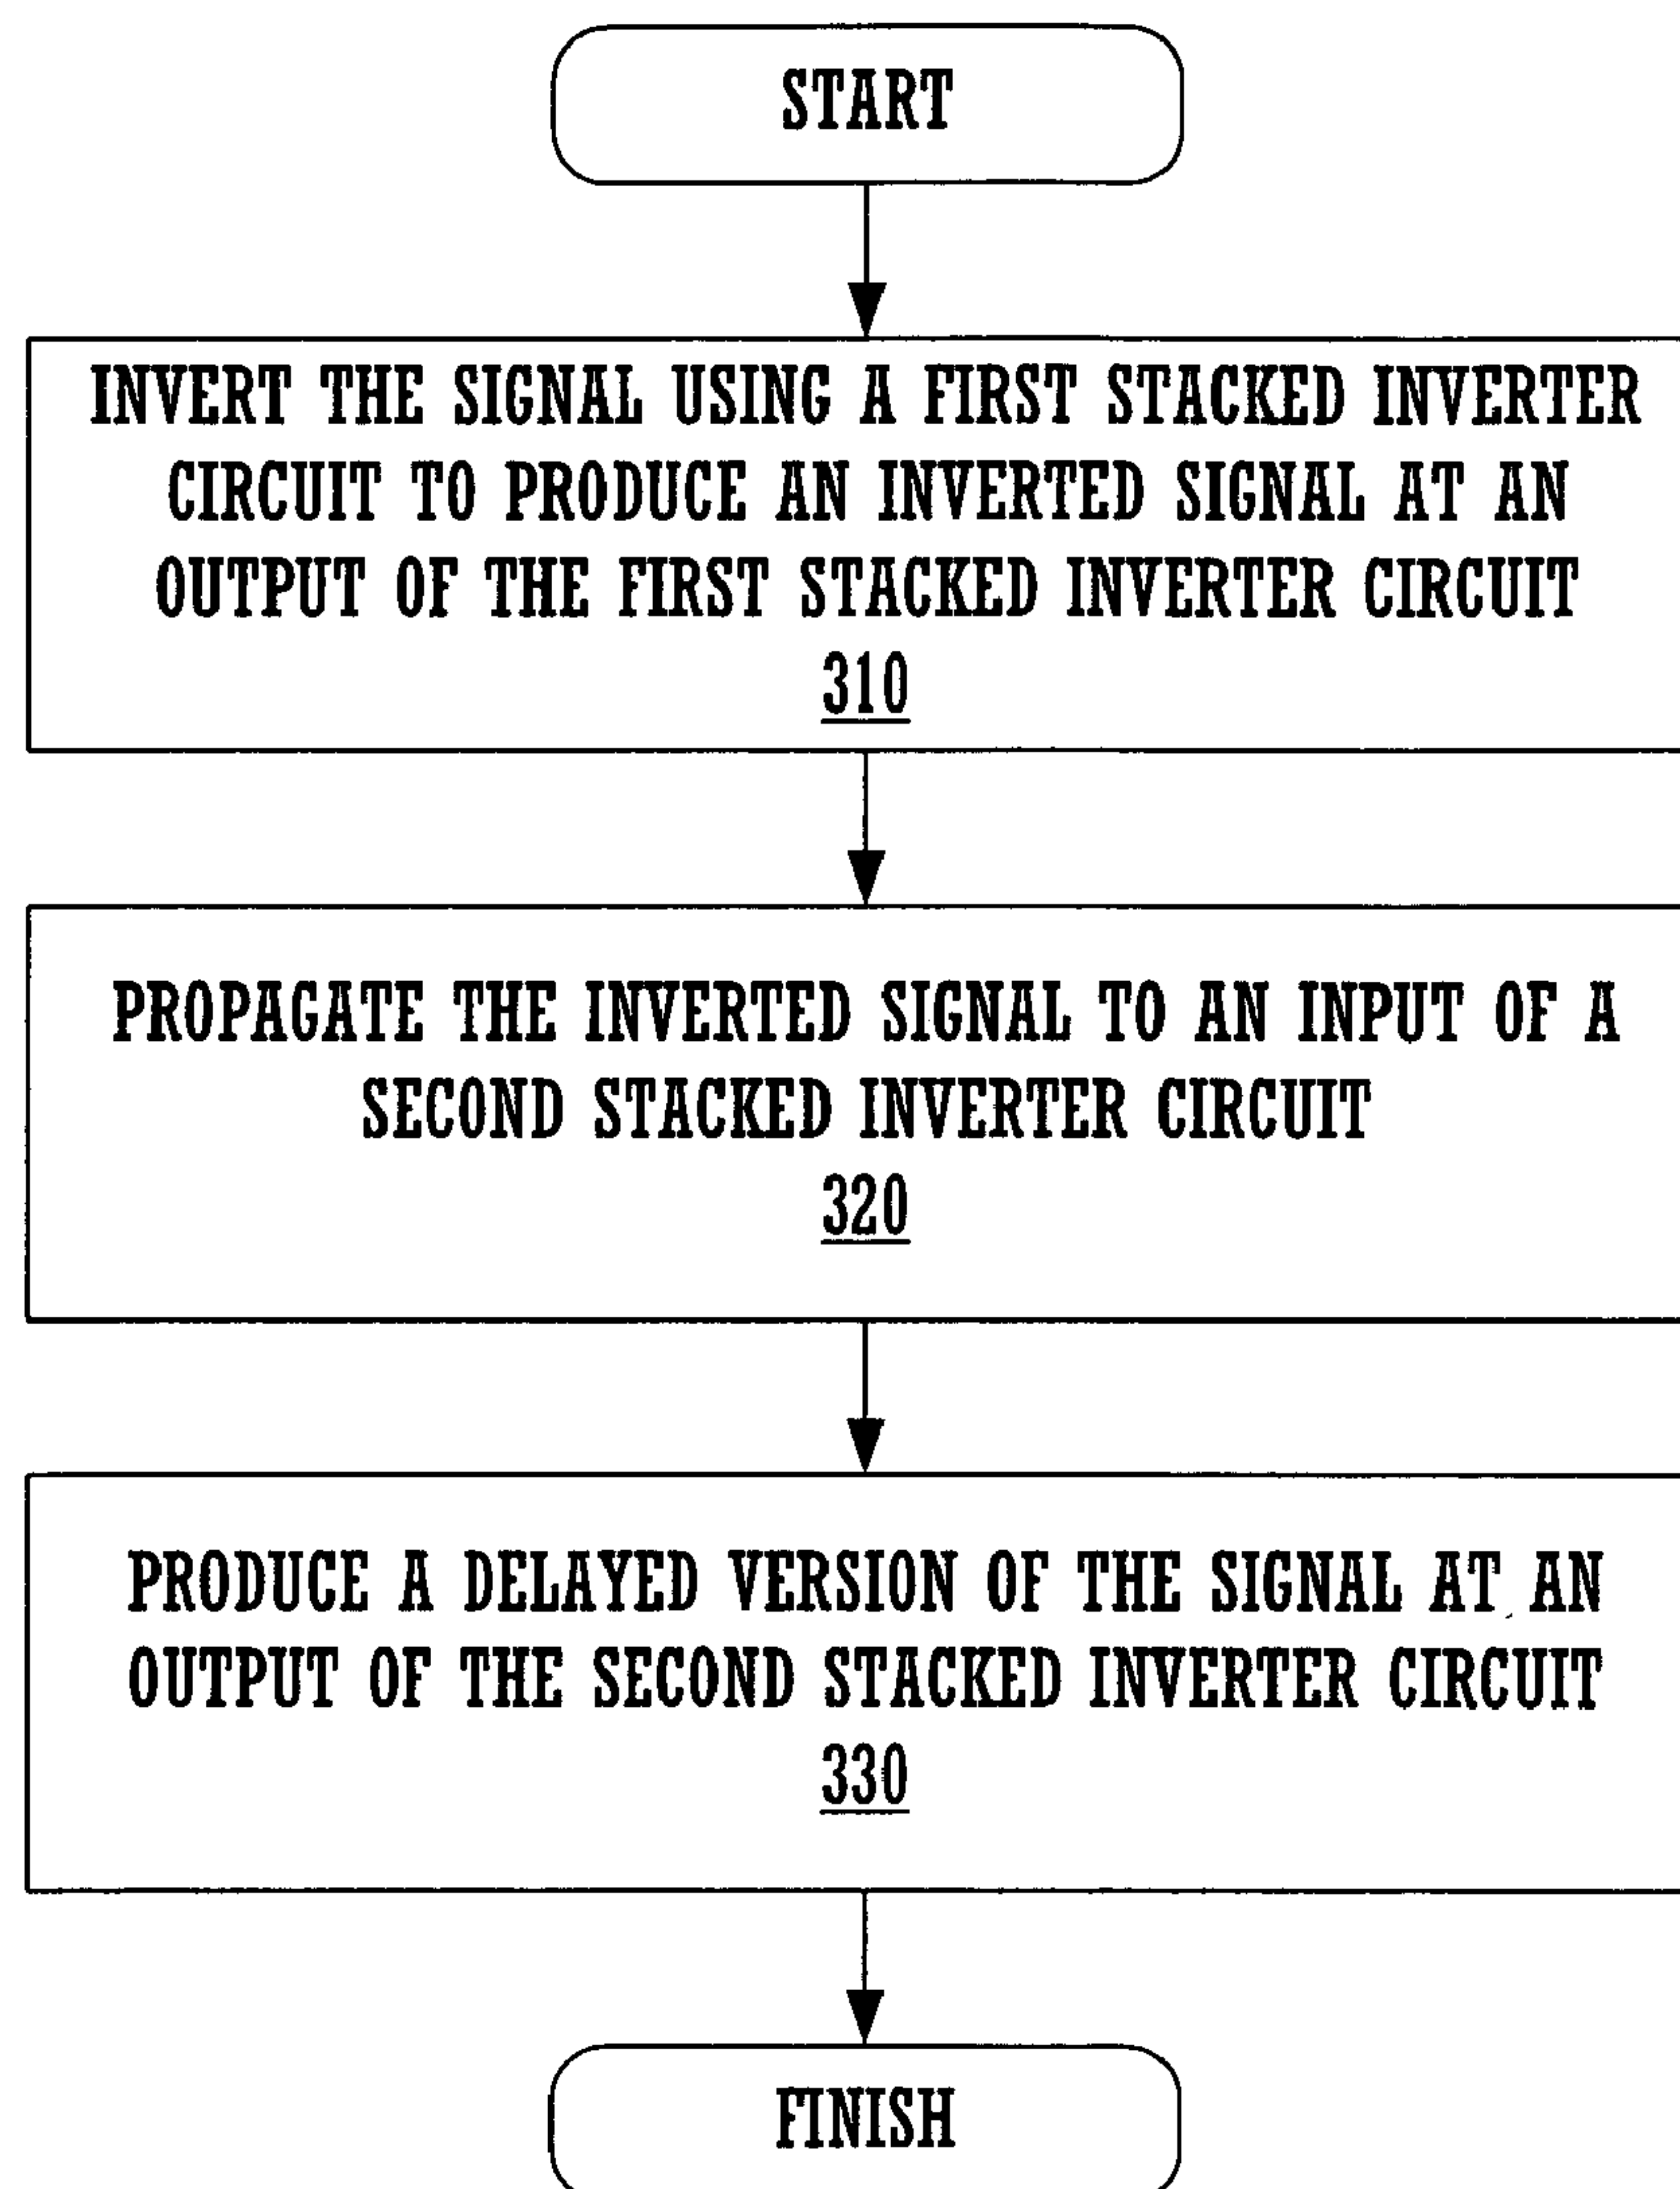 START
INVERT THE SIGNAL USING A FIRST STACKED INVERTER
CIRCUIT TO PRODUCE AN INVERTED SIGNAL AT AN
OUTPUT OF THE FIRST STACKED INVERTER CIRCUIT
310
PROPAGATE THE INVERTED SIGNAL TO AN INPUT OF A
SECOND STACKED INVERTER CIRCUIT
320
PRODUCE A DELAYED VERSION OF THE SIGNAL AT AN
OUTPUT OF THE SECOND STACKED INVERTER CIRCUIT
330
FINISH